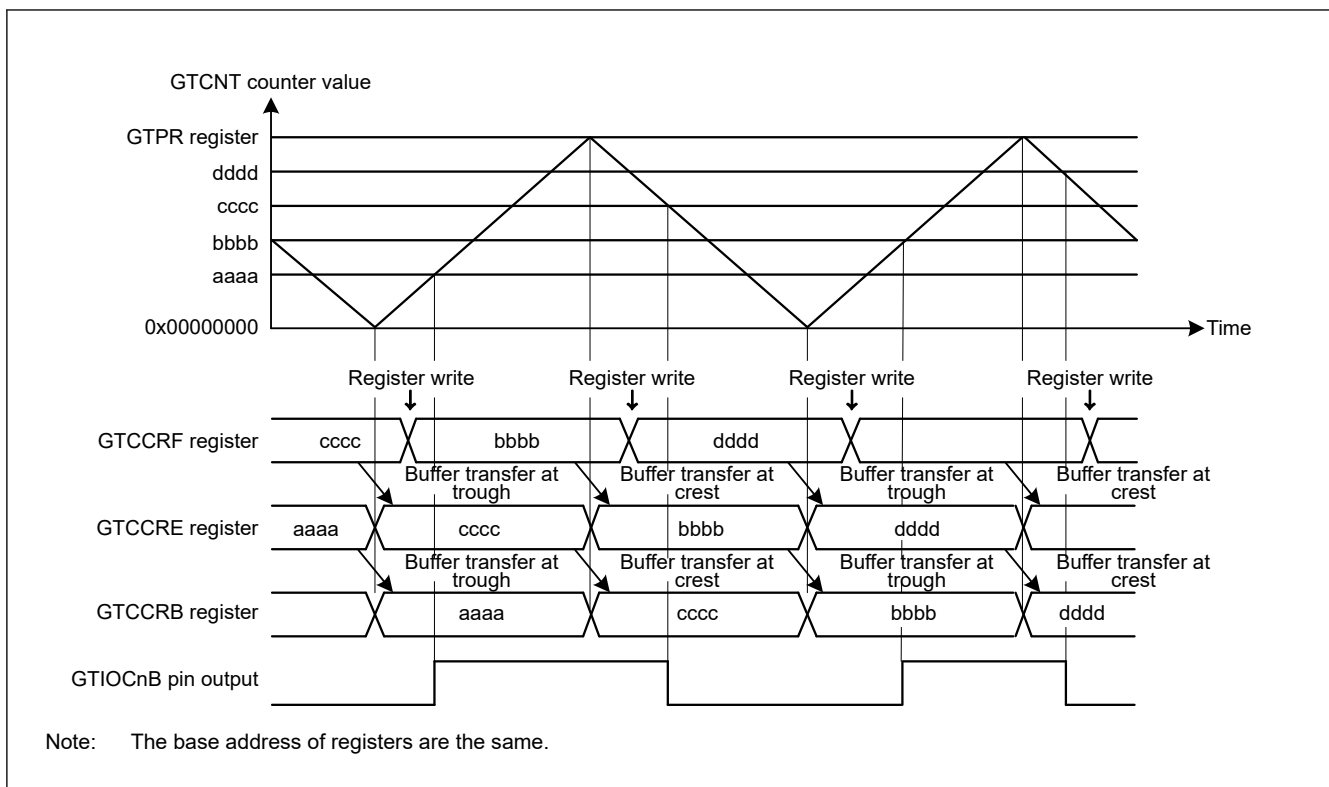 GTCNT counter value
GTPR register
dddd
cccc
bbbb
aaaa
0x00000000
Time
Register write Register write Register write Register write
GTCCRF register cccc bbbb dddd
Buffer transfer at trough
Buffer transfer at crest
Buffer transfer at trough
Buffer transfer at crest
GTCCRE register aaaa cccc bbbb dddd
Buffer transfer at trough
Buffer transfer at crest
Buffer transfer at trough
Buffer transfer at crest
GTCCRB register aaaa cccc bbbb dddd
GTIOCnB pin output
Note: The base address of registers are the same.